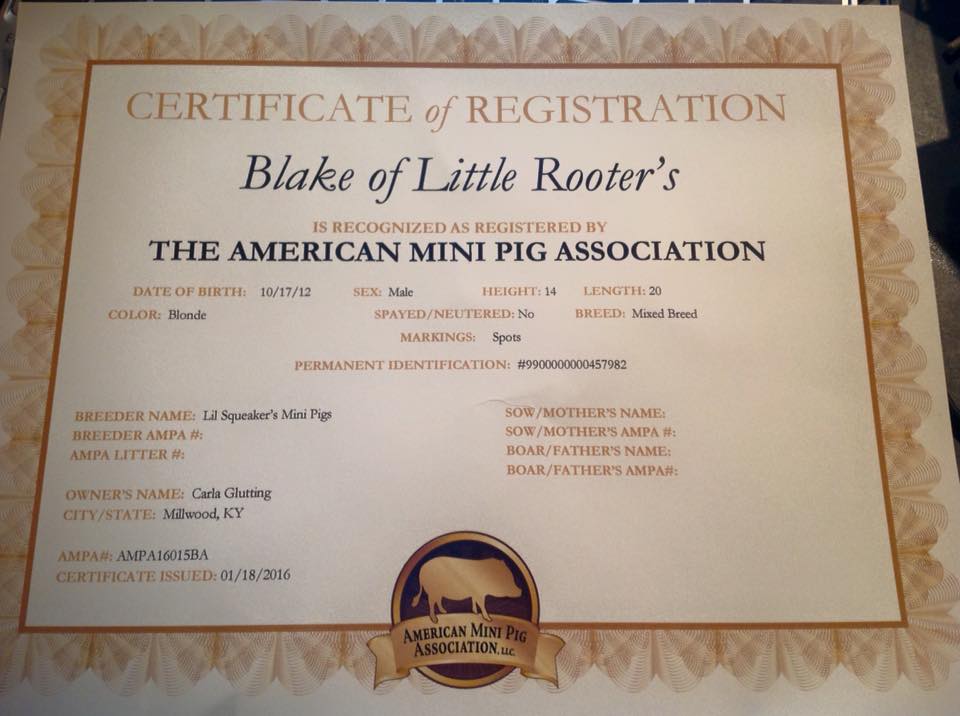 CERTIFICATE of REGISTRATION
Blake of Little Rooter's
IS RECOGNIZED AS REGISTERED BY
THE AMERICAN MINI PIG ASSOCIATION
DATE OF BIRTH: 10/17/12 SEX: Male HEIGHT: 14 LENGTH: 20
COLOR: Blonde SPAYED/NEUTERED: No BREED: Mixed Breed
MARKINGS: Spots
PERMANENT IDENTIFICATION: #9900000000457982
BREEDER NAME: Lil Squeaker's Mini Pigs
BREEDER AMPA #:
AMPA LITTER #:
SOW/MOTHER'S NAME:
SOW/MOTHER'S AMPA #:
BOAR/FATHER'S NAME:
BOAR/FATHER'S AMPA#:
OWNER'S NAME: Carla Glutting
CITY/STATE: Millwood, KY
AMPA#: AMPA16015BA
CERTIFICATE ISSUED: 01/18/2016
AMERICAN MINI PIG
ASSOCIATION, LLC.